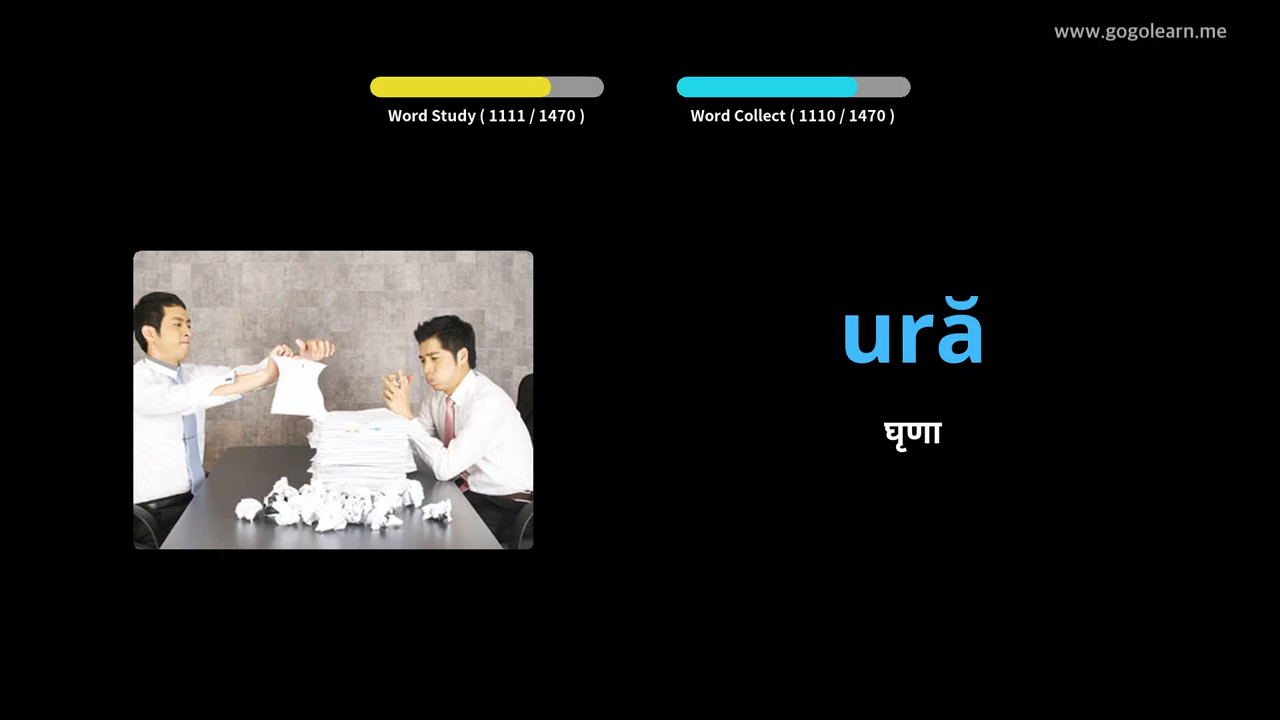 www.gogolearn.me
Word Study ( 1111 / 1470 )
Word Collect ( 1110 / 1470 )
ură
घृणा